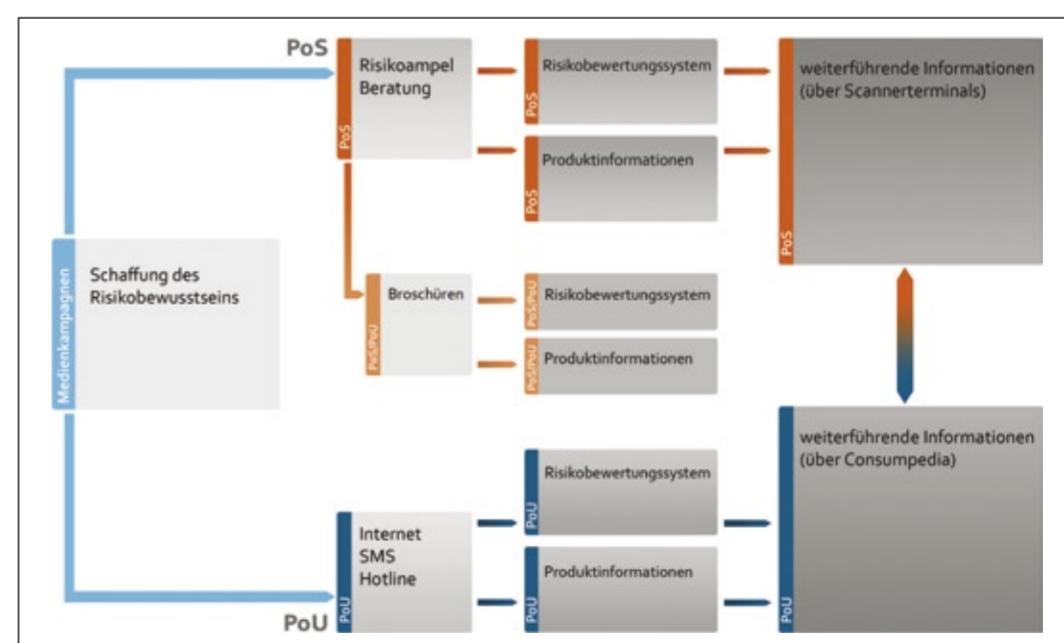 PoS
PoS
Risikoampel
Beratung
PoS
Risikobewertungssystem
PoS
Produktinformationen
PoS
weiterführende Informationen
(über Scannerterminals)
Medienkampagnen
Schaffung des
Risikobewusstseins
PoS/PoU
Broschüren
PoS/PoU
Risikobewertungssystem
PoS/PoU
Produktinformationen
PoU
PoU
Internet
SMS
Hotline
PoU
Risikobewertungssystem
PoU
Produktinformationen
PoU
weiterführende Informationen
(über Consumpedia)